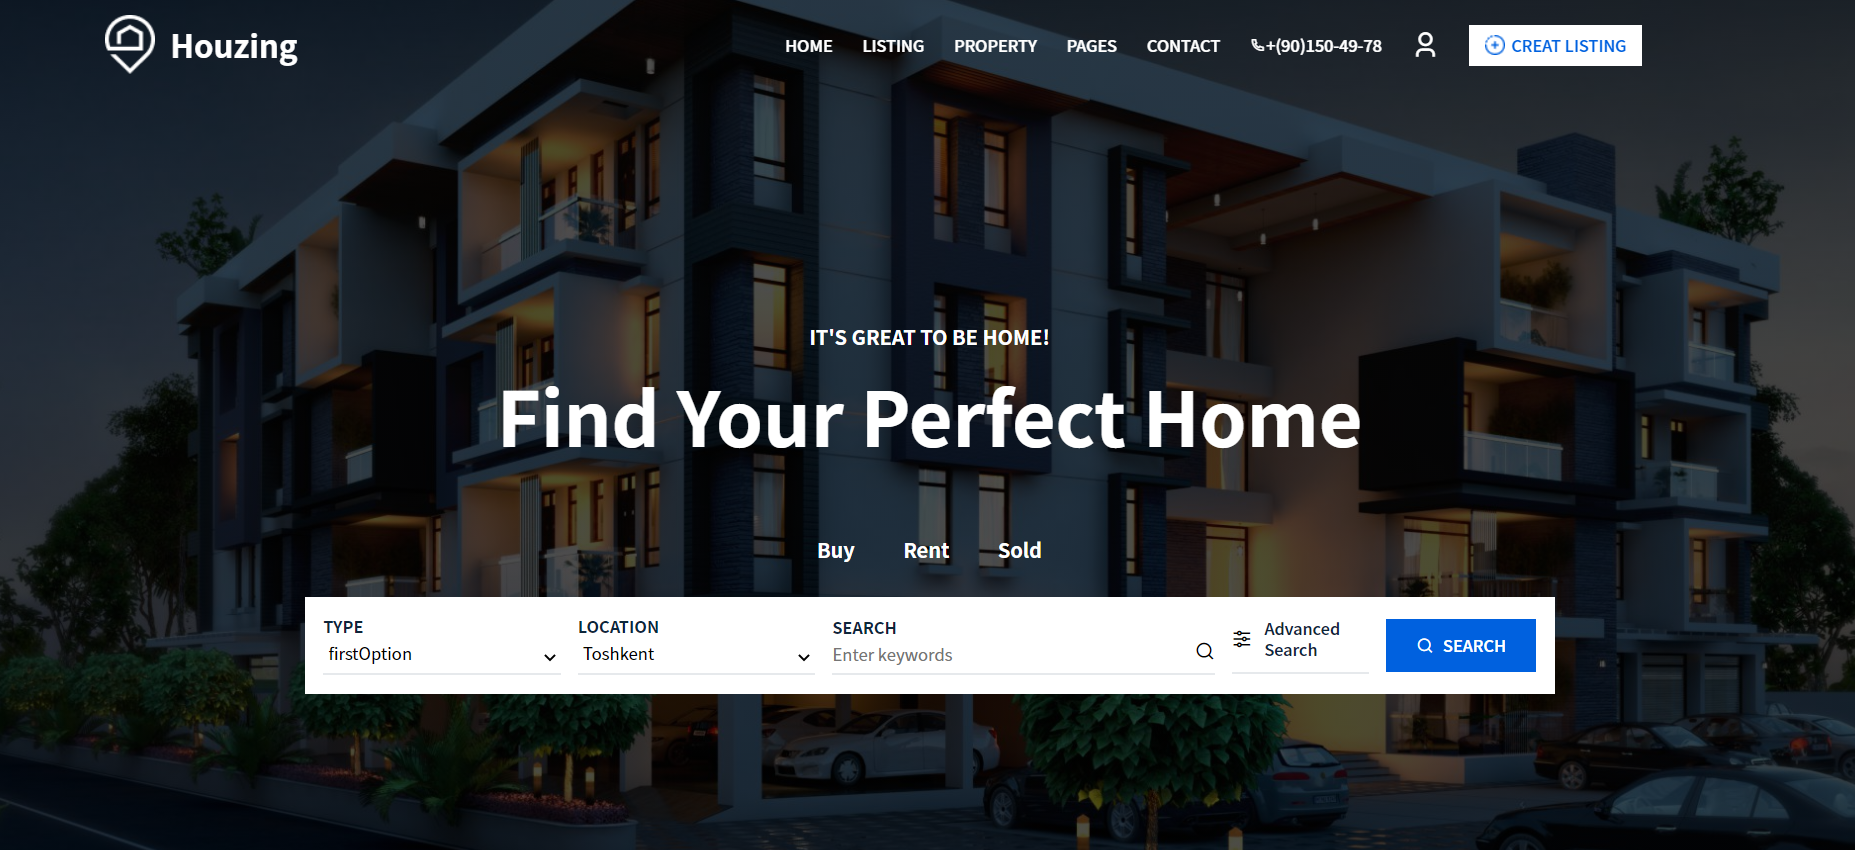 Houzing
HOME LISTING PROPERTY PAGES CONTACT +(90)150-49-78 CREAT LISTING
IT'S GREAT TO BE HOME!
Find Your Perfect Home
Buy Rent Sold
TYPE
firstOption
LOCATION
Toshkent
SEARCH
Enter keywords
Advanced
Search
SEARCH